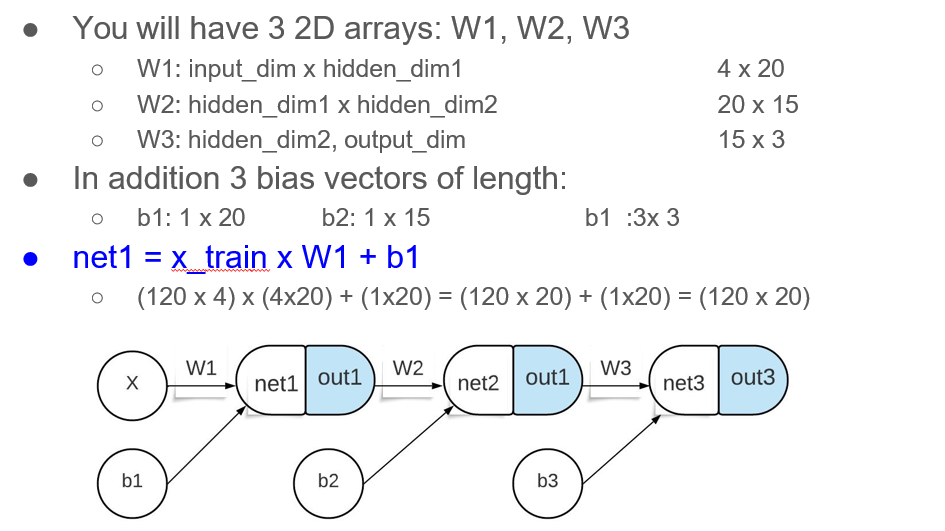 ● You will have 3 2D arrays: W1, W2, W3
○ W1: input_dim x hidden_dim1 4 x 20
○ W2: hidden_dim1 x hidden_dim2 20 x 15
○ W3: hidden_dim2, output_dim 15 x 3
● In addition 3 bias vectors of length:
○ b1: 1 x 20 b2: 1 x 15 b1 :3x 3
● net1 = x_train x W1 + b1
○ (120 x 4) x (4x20) + (1x20) = (120 x 20) + (1x20) = (120 x 20)
X W1 net1 out1 W2 net2 out1 W3 net3 out3
b1 b2 b3